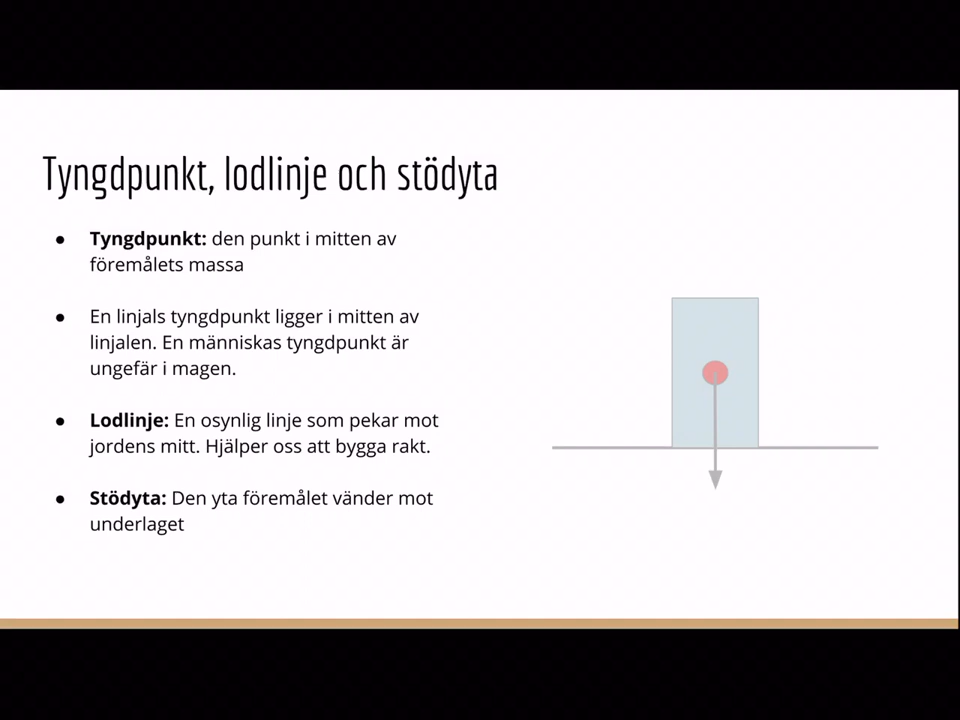 Tyngdpunkt, lodlinje och stödyta
● Tyngdpunkt: den punkt i mitten av
föremålets massa
● En linjals tyngdpunkt ligger i mitten av
linjalen. En människas tyngdpunkt är
ungefär i magen.
● Lodlinje: En osynlig linje som pekar mot
jordens mitt. Hjälper oss att bygga rakt.
● Stödyta: Den yta föremålet vänder mot
underlaget